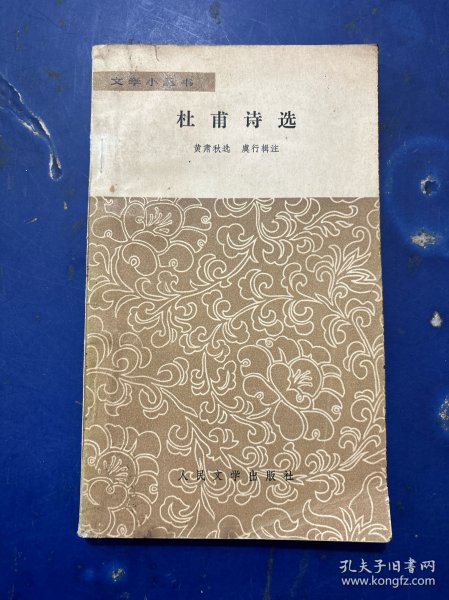 文学小丛书
杜甫诗选
黄肃秋选 虞行辑注
人民文学出版社
孔夫子旧书网
www.kongfz.com